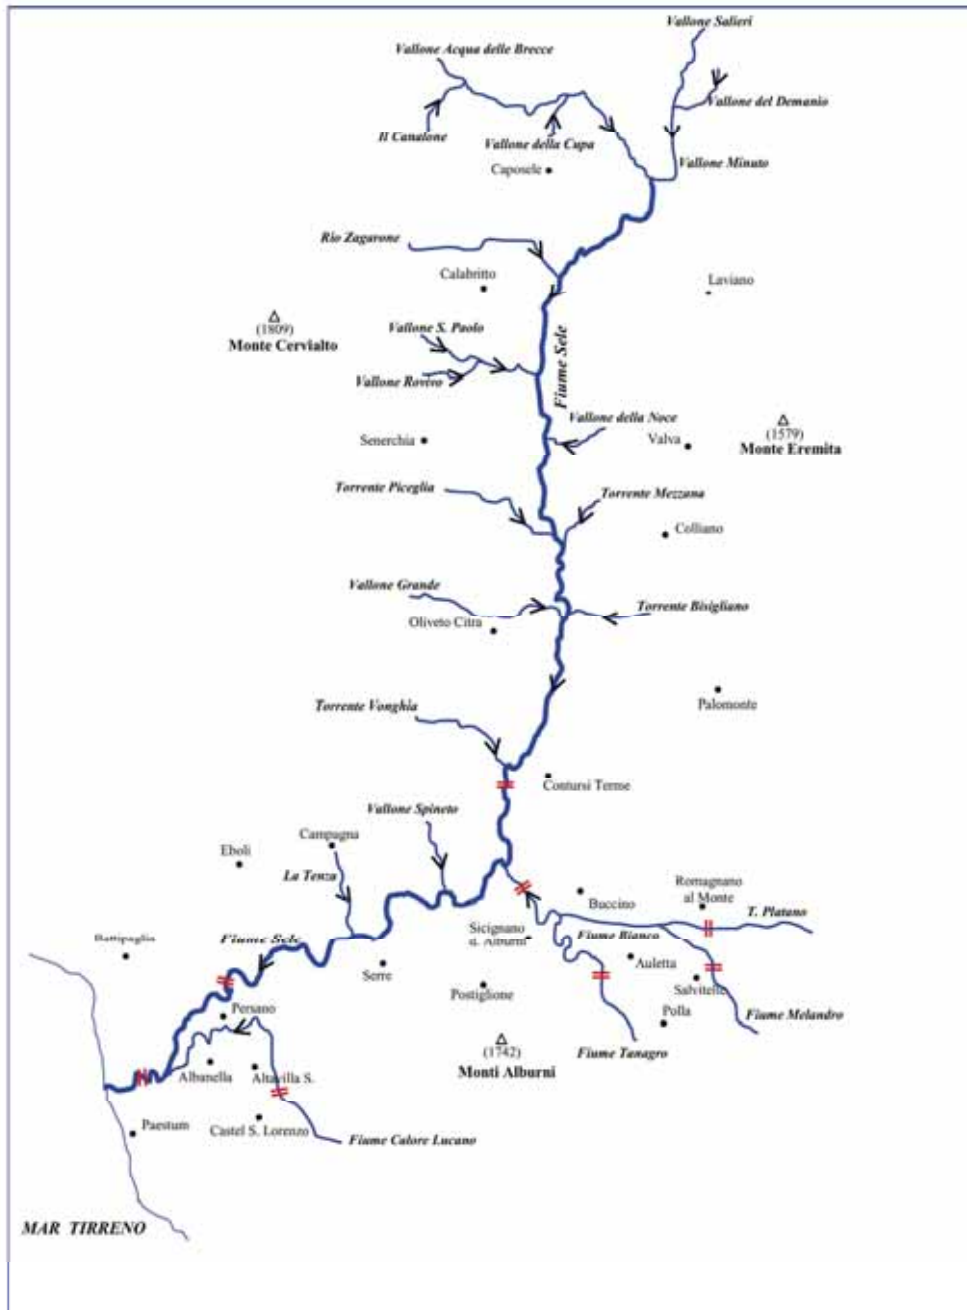 Vallone Salieri
Vallone Acqua delle Brecce
Vallone del Demanio
Il Canalone
Vallone della Cupa
Vallone Minuto
Caposele
Rio Zagarone
Calabritto
Laviano
(1809)
Monte Cervialto
Vallone S. Paolo
Fiume Sele
Vallone Rovivo
Vallone della Noce
Senerchia
Valva
(1579)
Monte Eremita
Torrente Piceglia
Torrente Mezzana
Colliano
Vallone Grande
Torrente Bisigliano
Oliveto Citra
Palomonte
Torrente Vonghia
Contursi Terme
Vallone Spineto
Campagna
Eboli
La Tenza
Romagnano
al Monte
Buccino
T. Platano
Sicignano
d. Alburni
Fiume Bianco
Battipaglia
Fiume Sele
Auletta
Serre
Postiglione
Salvitelle
Persano
Polla
Fiume Melandro
(1742)
Monti Alburni
Fiume Tanagro
Albanella
Altavilla S.
Paestum
Castel S. Lorenzo
Fiume Calore Lucano
MAR TIRRENO